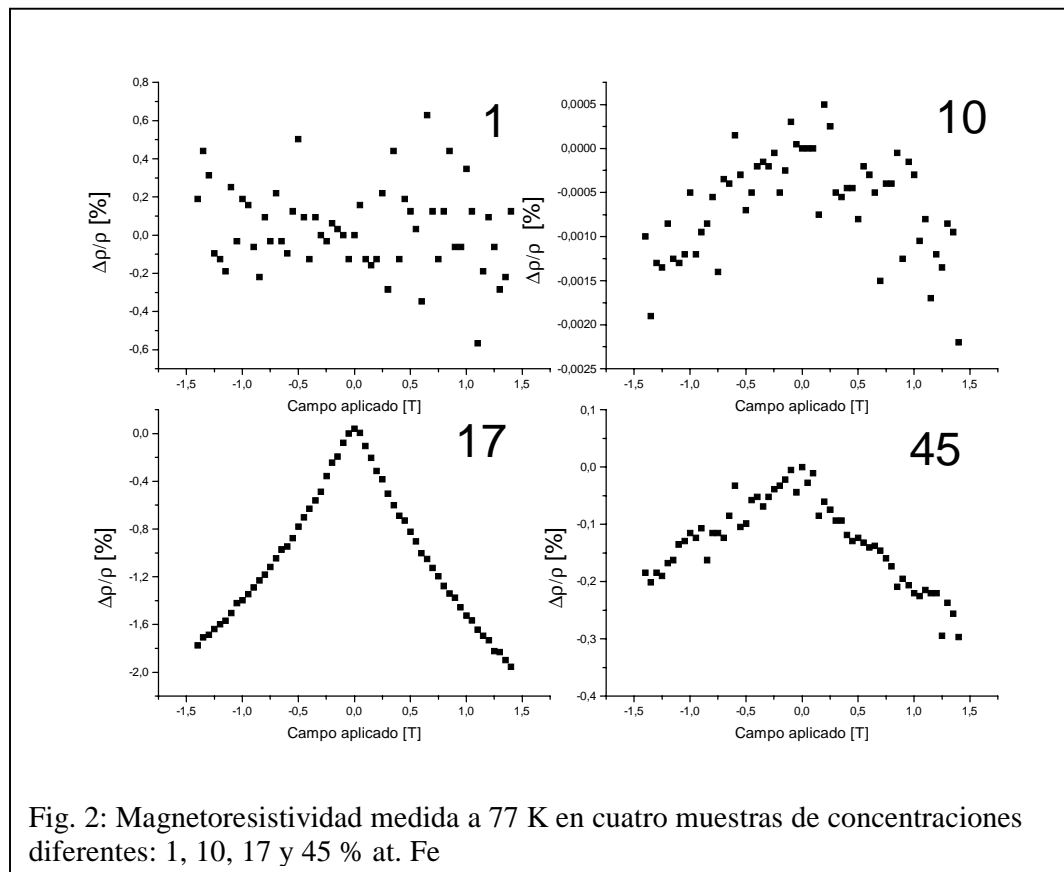 1
0,8
0,6
0,4
0,2
0,0
-0,2
-0,4
-0,6
Δρ/ρ [%]
-1,5 -1,0 -0,5 0,0 0,5 1,0 1,5
Campo aplicado [T]
10
0,0005
0,0000
-0,0005
-0,0010
-0,0015
-0,0020
-0,0025
Δρ/ρ [%]
-1,5 -1,0 -0,5 0,0 0,5 1,0 1,5
Campo aplicado [T]
17
0,0
-0,4
-0,8
-1,2
-1,6
-2,0
Δρ/ρ [%]
-1,5 -1,0 -0,5 0,0 0,5 1,0 1,5
Campo aplicado [T]
45
0,1
0,0
-0,1
-0,2
-0,3
-0,4
Δρ/ρ [%]
-1,5 -1,0 -0,5 0,0 0,5 1,0 1,5
Campo aplicado [T]
Fig. 2: Magnetoresistividad medida a 77 K en cuatro muestras de concentraciones
diferentes: 1, 10, 17 y 45 % at. Fe